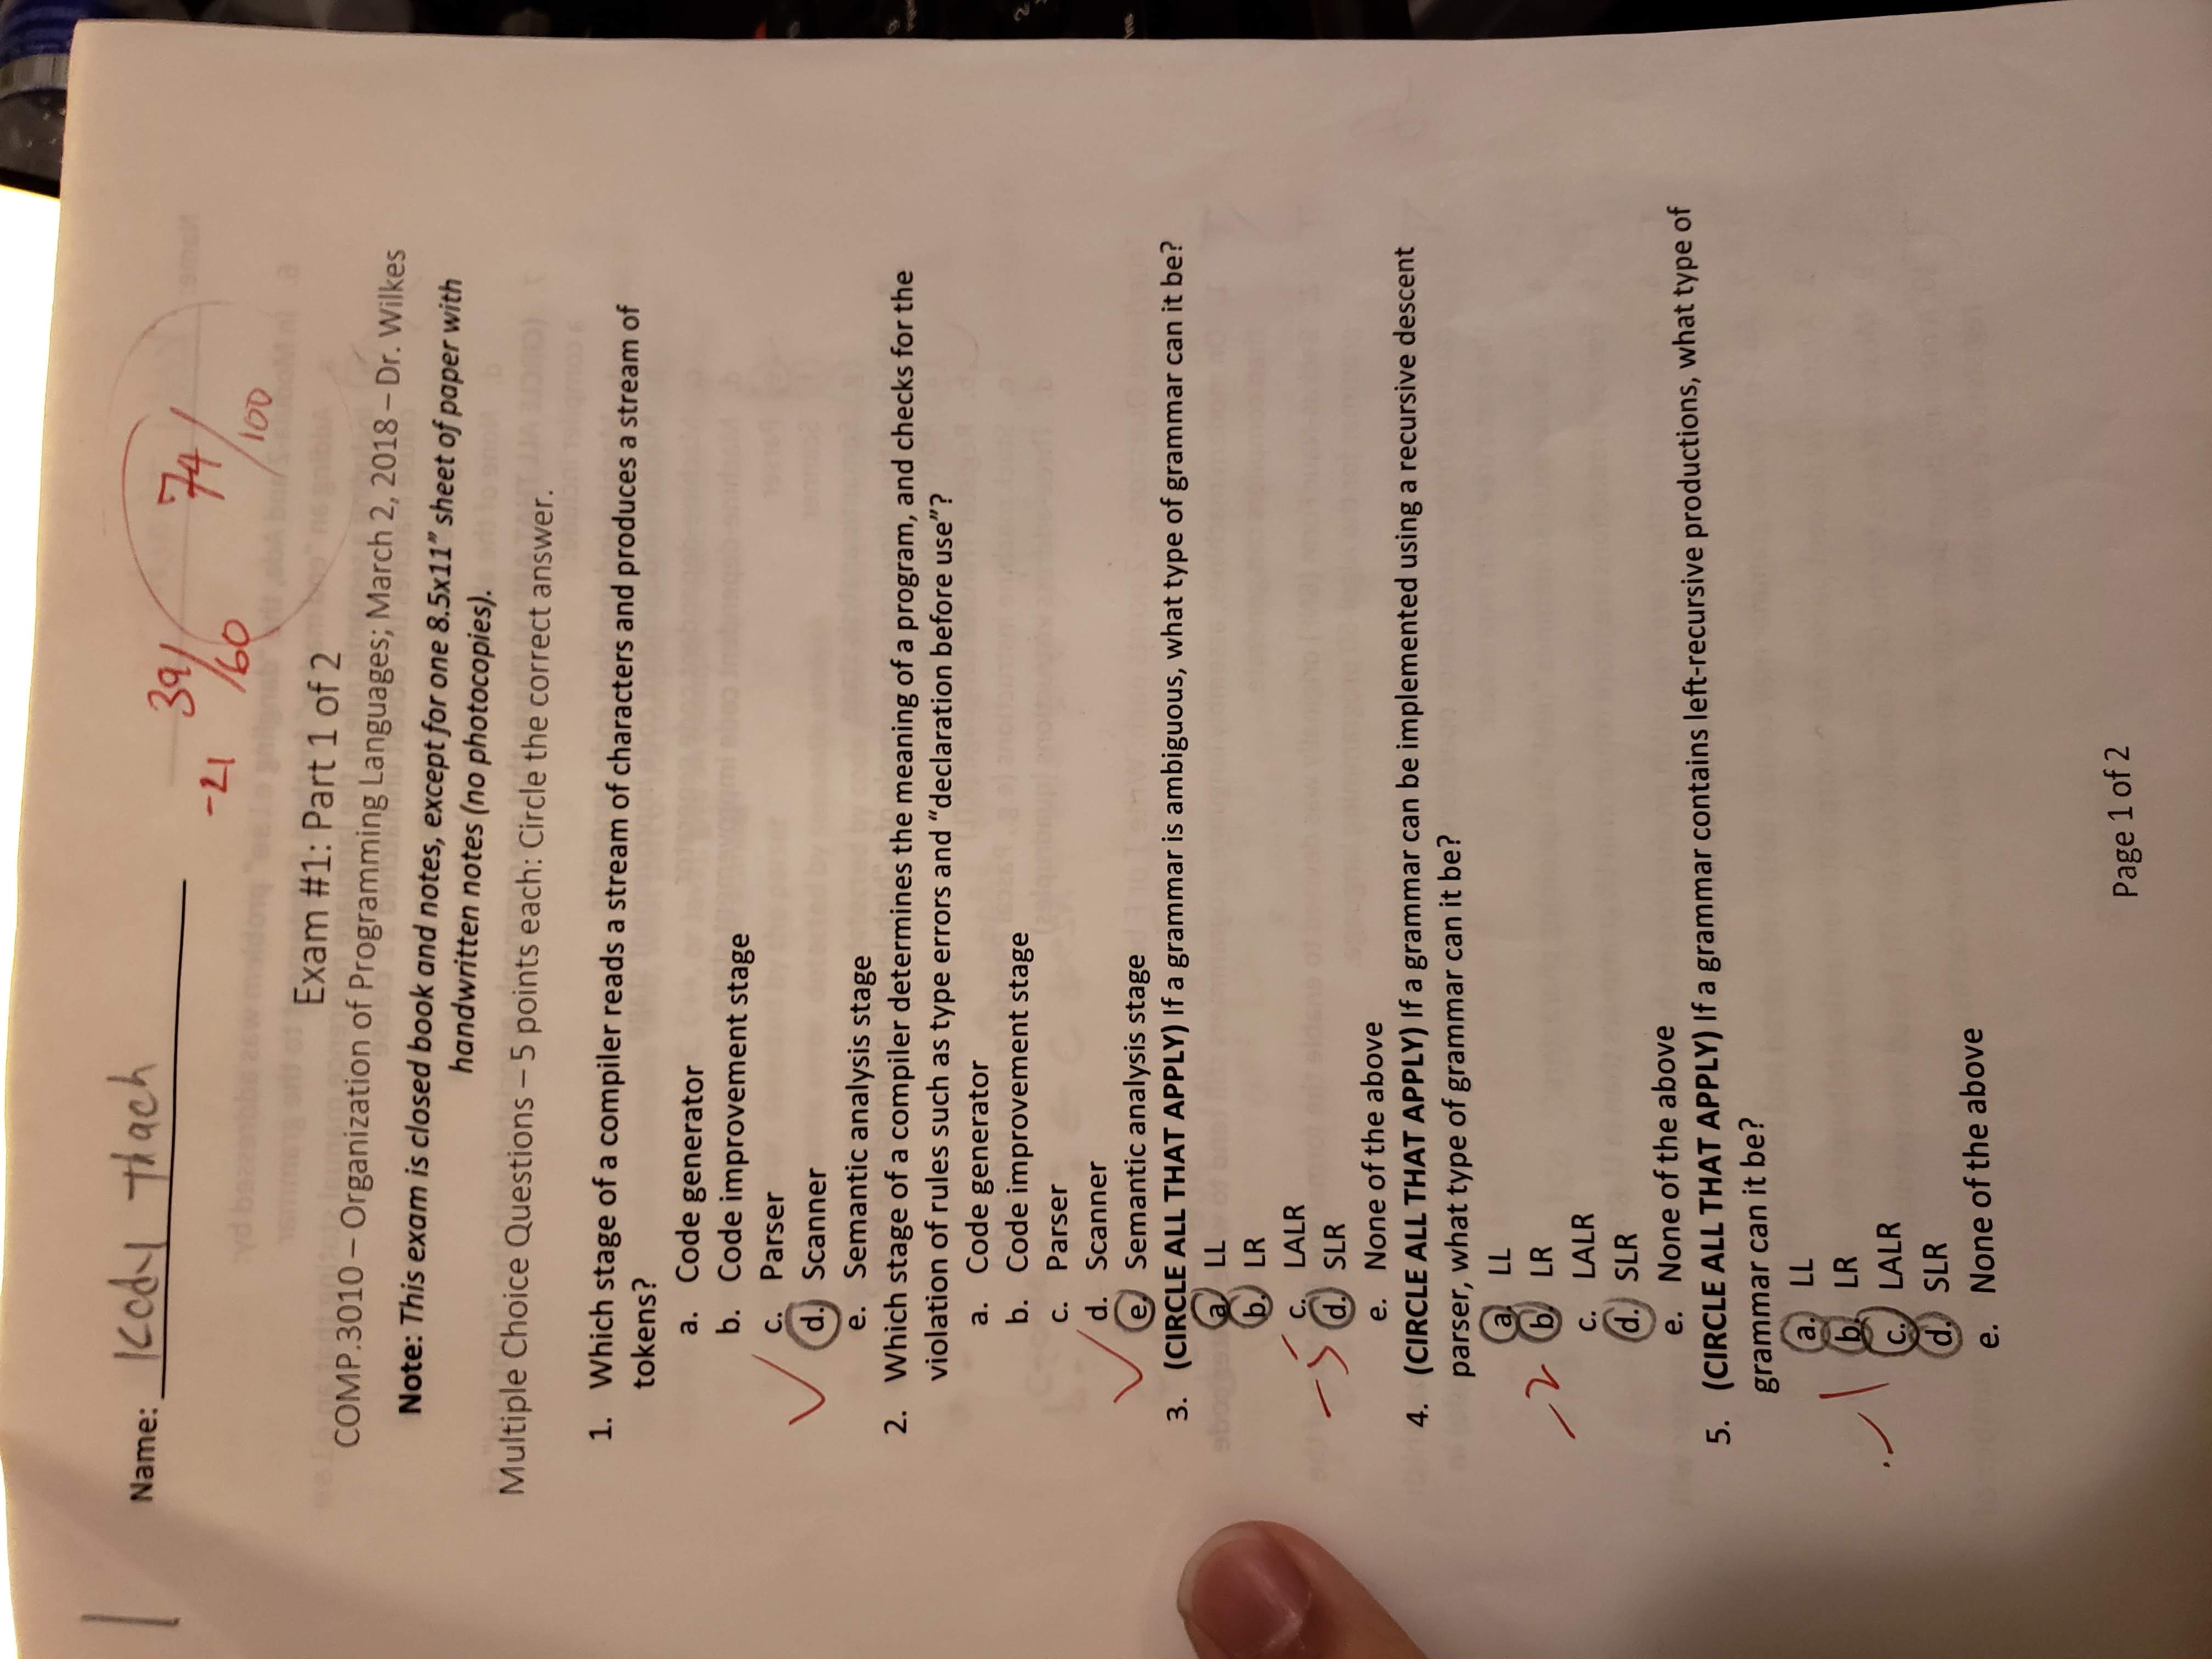 Name: Kody Thach
39/60
-21
74/100
Exam #1: Part 1 of 2
COMP.3010 – Organization of Programming Languages; March 2, 2018 – Dr. Wilkes
Note: This exam is closed book and notes, except for one 8.5x11” sheet of paper with
handwritten notes (no photocopies).
Multiple Choice Questions – 5 points each: Circle the correct answer.
1. Which stage of a compiler reads a stream of characters and produces a stream of
tokens?
a. Code generator
b. Code improvement stage
c. Parser
d. Scanner
e. Semantic analysis stage
2. Which stage of a compiler determines the meaning of a program, and checks for the
violation of rules such as type errors and “declaration before use”?
a. Code generator
b. Code improvement stage
c. Parser
d. Scanner
e. Semantic analysis stage
3. (CIRCLE ALL THAT APPLY) If a grammar is ambiguous, what type of grammar can it be?
a. LL
b. LR
c. LALR
-5
d. SLR
e. None of the above
4. (CIRCLE ALL THAT APPLY) If a grammar can be implemented using a recursive descent
parser, what type of grammar can it be?
a. LL
-2
b. LR
c. LALR
d. SLR
e. None of the above
5. (CIRCLE ALL THAT APPLY) If a grammar contains left-recursive productions, what type of
grammar can it be?
a. LL
b. LR
-1
c. LALR
d. SLR
e. None of the above
Page 1 of 2